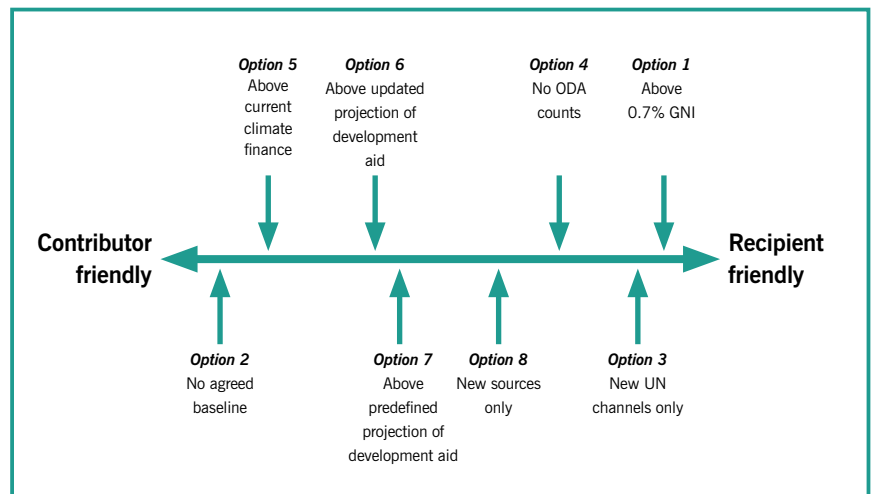 Option 5
Above
current
climate
finance
Option 6
Above updated
projection of
development
aid
Option 4
No ODA
counts
Option 1
Above
0.7% GNI
Contributor
friendly
Recipient
friendly
Option 2
No agreed
baseline
Option 7
Above
predefined
projection of
development aid
Option 8
New sources
only
Option 3
New UN
channels only